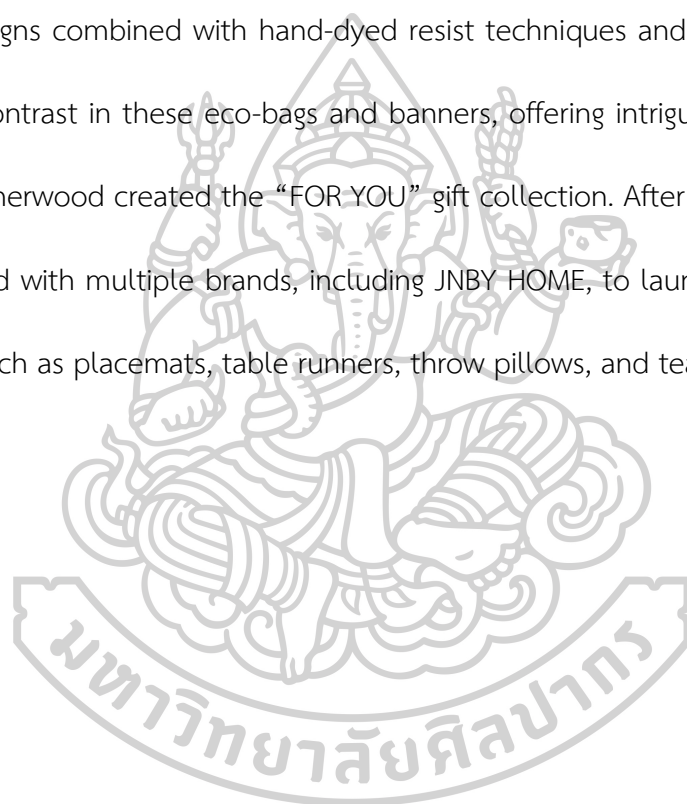 gns combined with hand-dyed resist techniques and
ontrast in these eco-bags and banners, offering intrigu
herwood created the “FOR YOU” gift collection. After
d with multiple brands, including JNBY HOME, to laun
ch as placemats, table runners, throw pillows, and tea
มหาวิทยาลัยศิลปากร